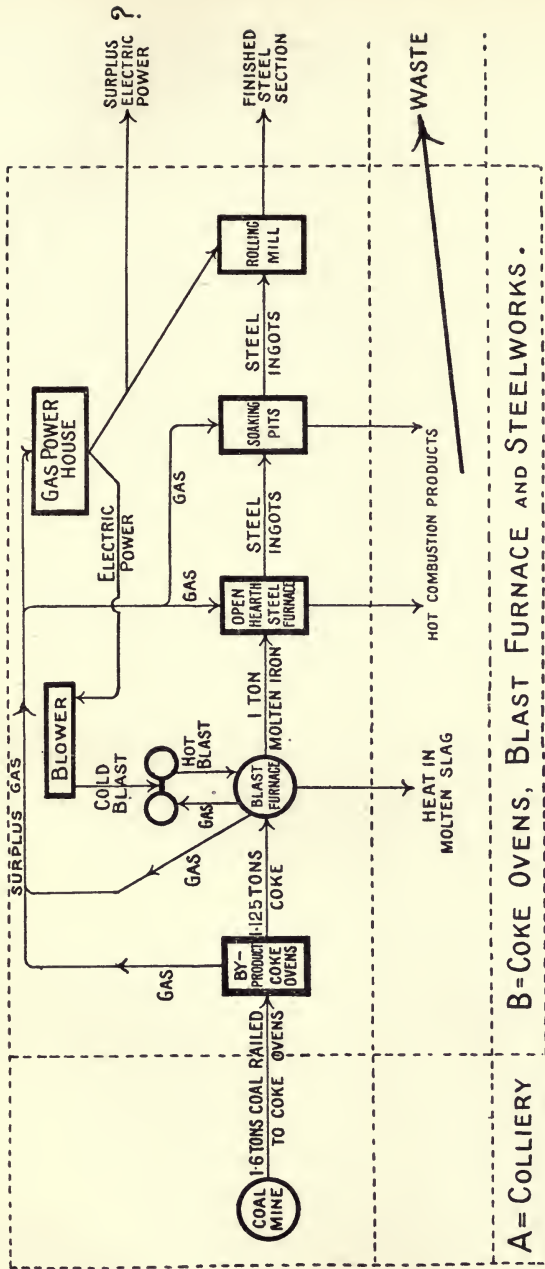 SURPLUS
ELECTRIC
POWER ?
SURPLUS GAS
GAS POWER
HOUSE
ELECTRIC
POWER
BLOWER
COLD
BLAST
HOT
BLAST
GAS
GAS
GAS
GAS
GAS
COAL
MINE
1·6 TONS COAL RAILED
TO COKE OVENS
BY-
PRODUCT
COKE
OVENS
1·125 TONS
COKE
BLAST
FURNACE
1 TON
MOLTEN IRON
OPEN
HEARTH
STEEL
FURNACE
STEEL
INGOTS
SOAKING
PITS
STEEL
INGOTS
ROLLING
MILL
FINISHED
STEEL
SECTION
HEAT IN
MOLTEN SLAG
HOT COMBUSTION PRODUCTS
WASTE
A = COLLIERY B = COKE OVENS, BLAST FURNACE AND STEELWORKS.